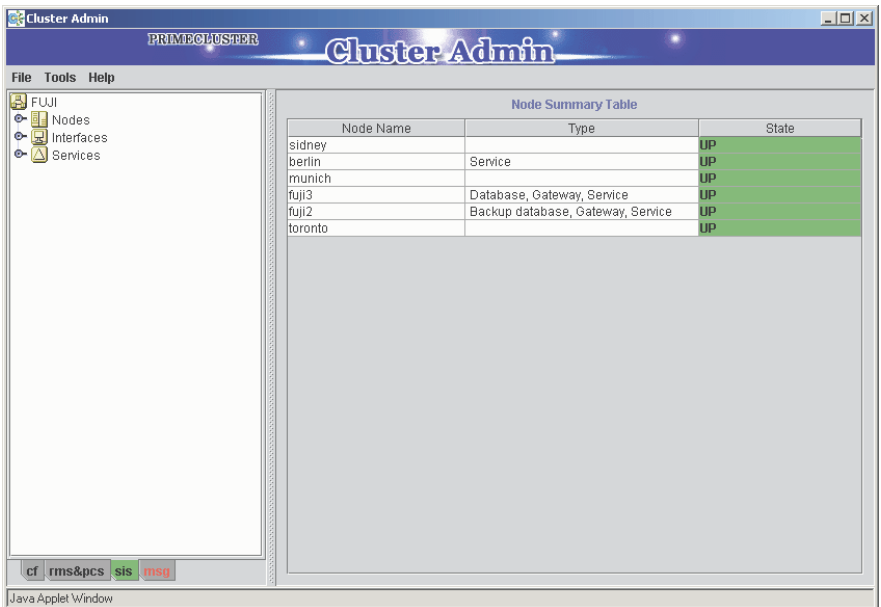 Cluster Admin
PRIMECLUSTER
Cluster Admin
File Tools Help
FUJI
Nodes
Interfaces
Services
Node Summary Table
Node Name Type State
sidney UP
berlin Service UP
munich UP
fuji3 Database, Gateway, Service UP
fuji2 Backup database, Gateway, Service UP
toronto UP
cf rms&pcs sis msg
Java Applet Window